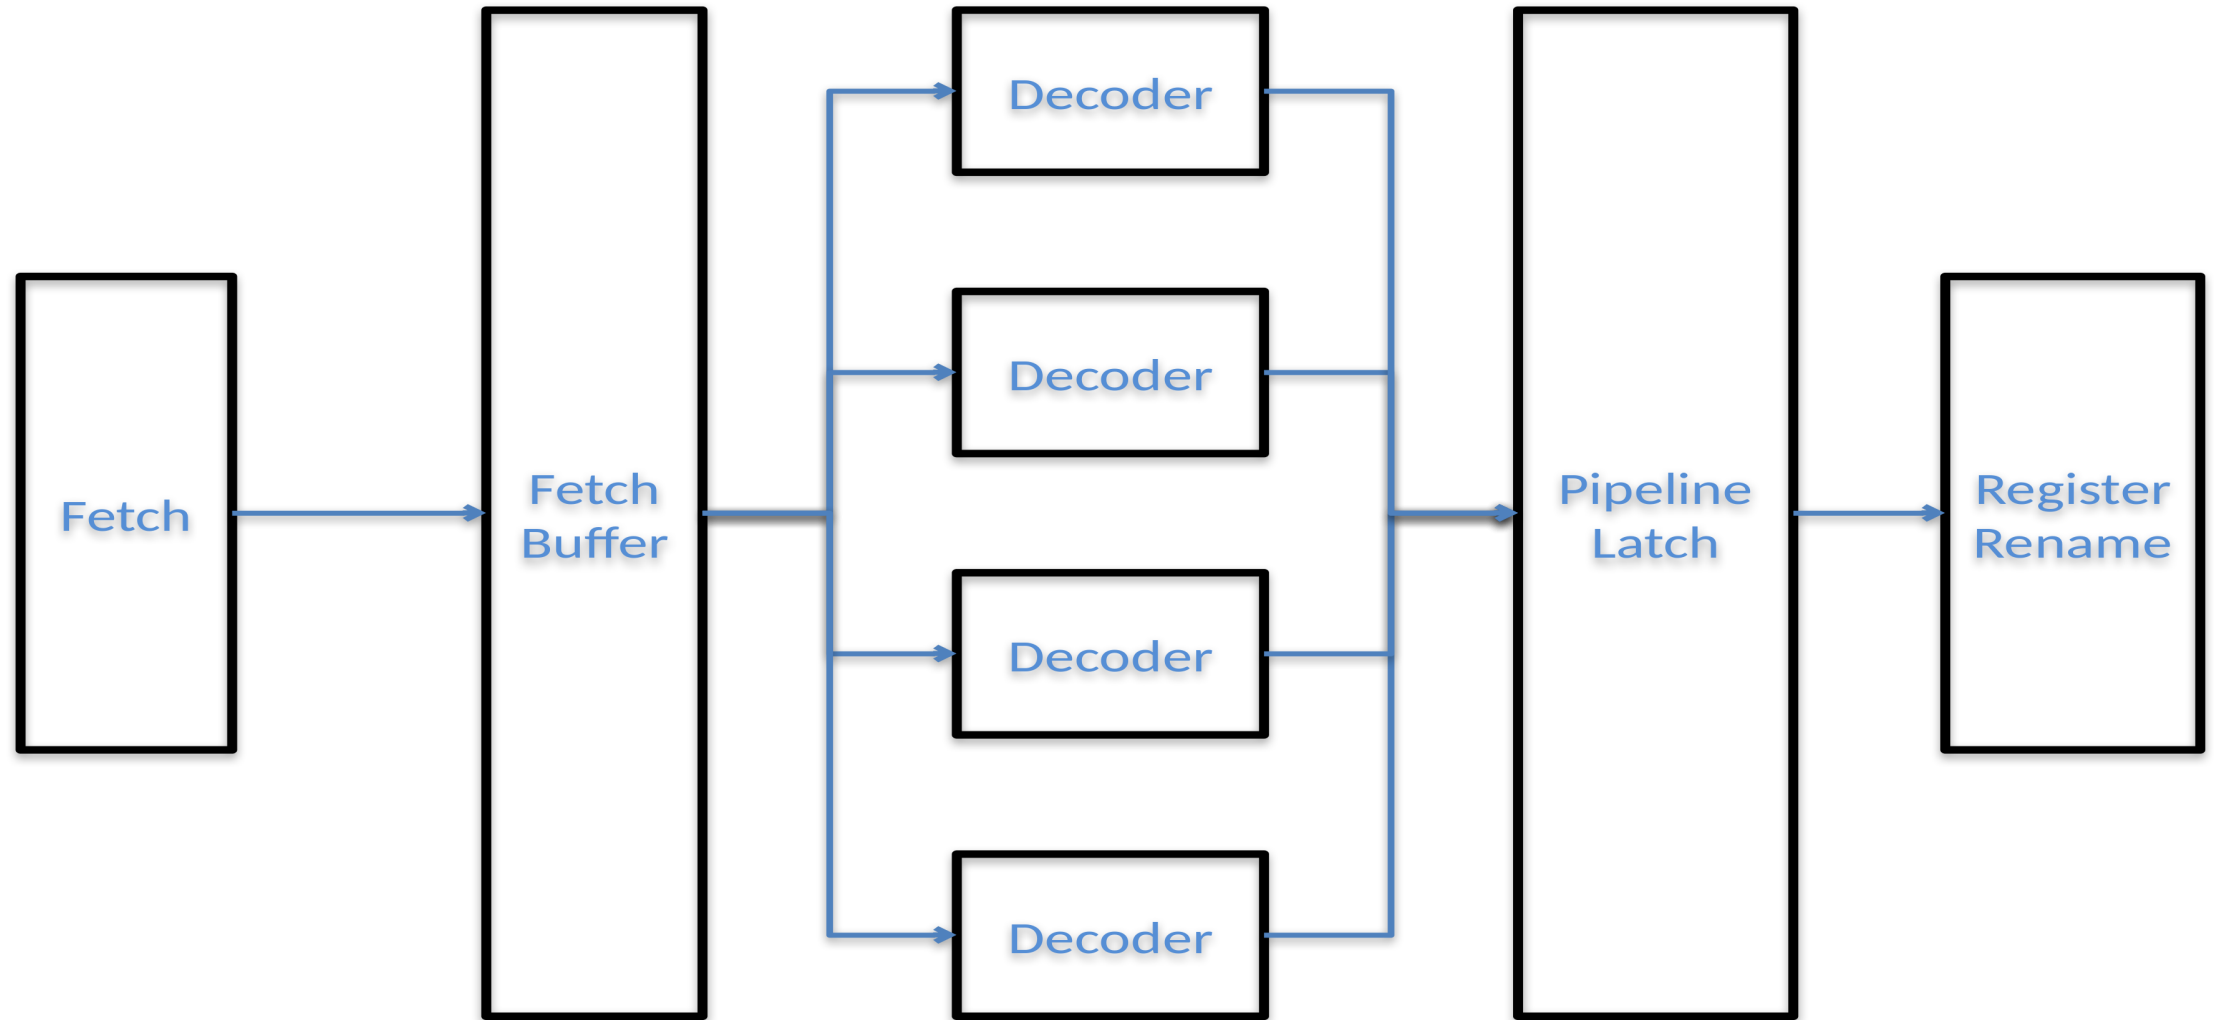 Fetch
Fetch
Buffer
Decoder
Decoder
Decoder
Decoder
Pipeline
Latch
Register
Rename